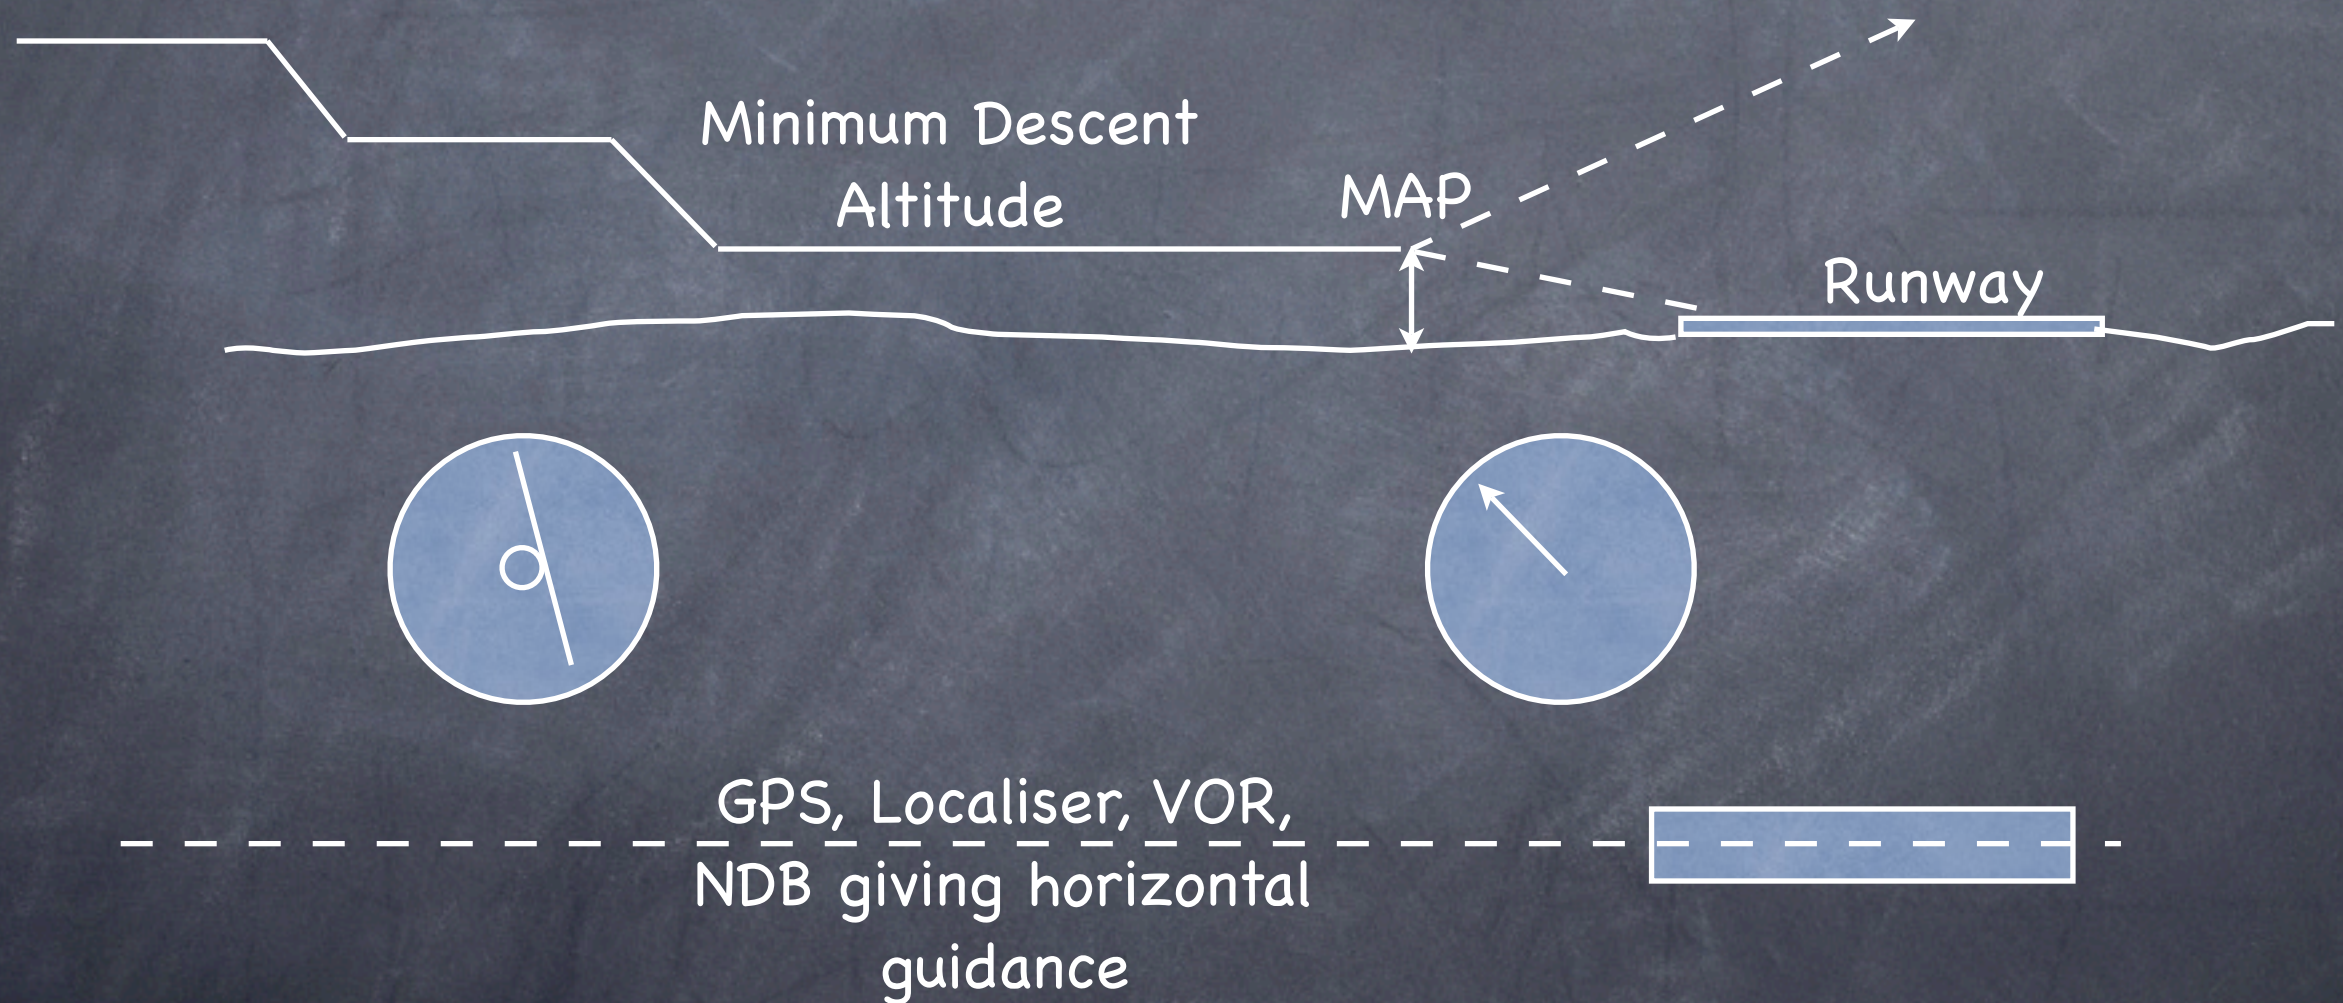 Minimum Descent
Altitude
MAP
Runway
GPS, Localiser, VOR,
NDB giving horizontal
guidance